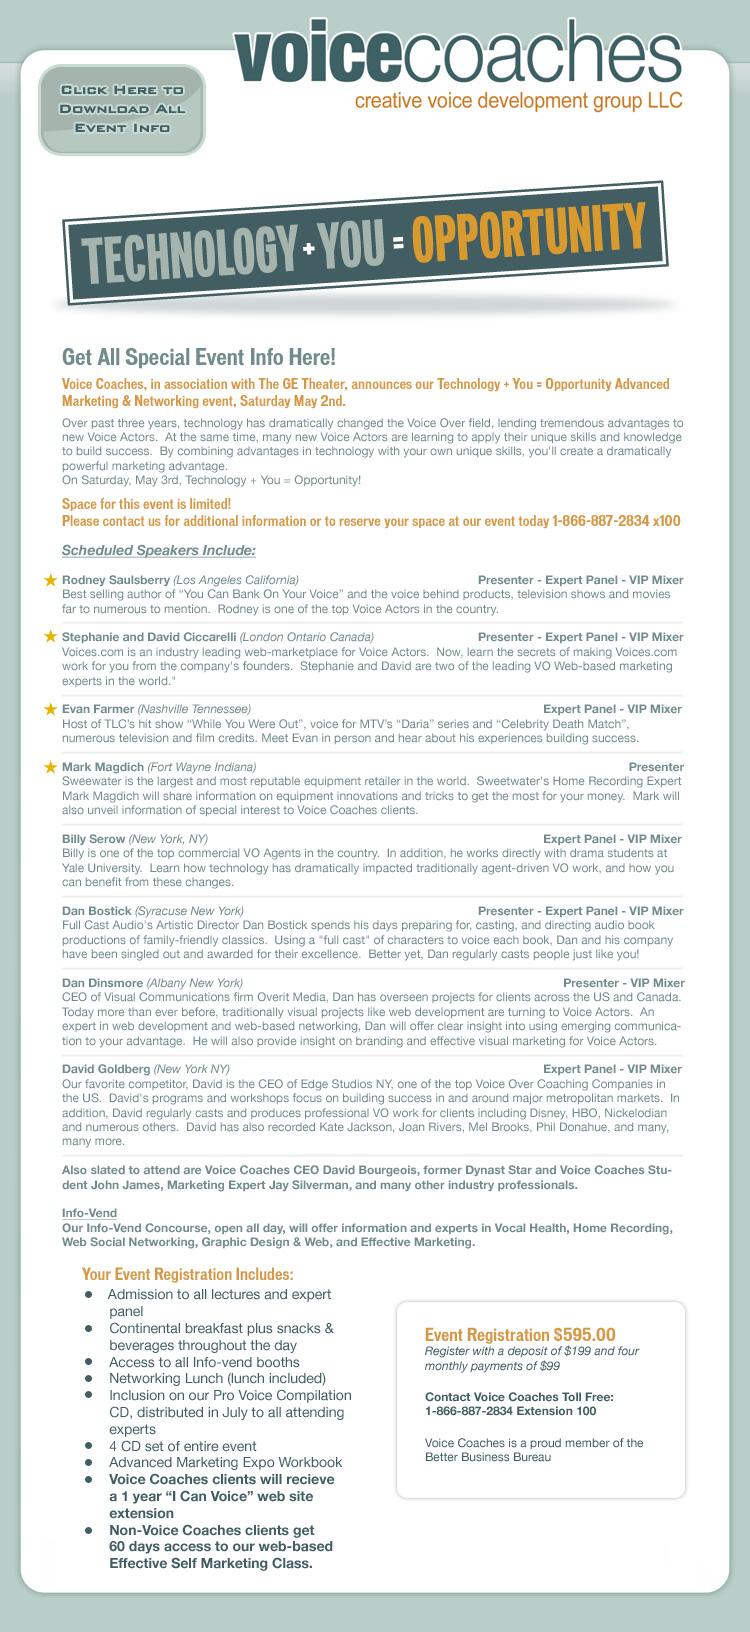 voicecoaches
creative voice development group LLC
Click Here to
Download All
Event Info
TECHNOLOGY + YOU = OPPORTUNITY
Get All Special Event Info Here!
Voice Coaches, in association with The GE Theater, announces our Technology + You = Opportunity Advanced
Marketing & Networking event, Saturday May 2nd.
Over past three years, technology has dramatically changed the Voice Over field, lending tremendous advantages to
new Voice Actors. At the same time, many new Voice Actors are learning to apply their unique skills and knowledge
to build success. By combining advantages in technology with your own unique skills, you'll create a dramatically
powerful marketing advantage.
On Saturday, May 3rd, Technology + You = Opportunity!
Space for this event is limited!
Please contact us for additional information or to reserve your space at our event today 1-866-887-2834 x100
Scheduled Speakers Include:
Rodney Saulsberry (Los Angeles California) Presenter - Expert Panel - VIP Mixer
Best selling author of “You Can Bank On Your Voice” and the voice behind products, television shows and movies
far to numerous to mention. Rodney is one of the top Voice Actors in the country.
Stephanie and David Ciccarelli (London Ontario Canada) Presenter - Expert Panel - VIP Mixer
Voices.com is an industry leading web-marketplace for Voice Actors. Now, learn the secrets of making Voices.com
work for you from the company's founders. Stephanie and David are two of the leading VO Web-based marketing
experts in the world."
Evan Farmer (Nashville Tennessee) Expert Panel - VIP Mixer
Host of TLC's hit show “While You Were Out”, voice for MTV's “Daria” series and “Celebrity Death Match”,
numerous television and film credits. Meet Evan in person and hear about his experiences building success.
Mark Magdich (Fort Wayne Indiana) Presenter
Sweewater is the largest and most reputable equipment retailer in the world. Sweetwater's Home Recording Expert
Mark Magdich will share information on equipment innovations and tricks to get the most for your money. Mark will
also unveil information of special interest to Voice Coaches clients.
Billy Serow (New York, NY) Expert Panel - VIP Mixer
Billy is one of the top commercial VO Agents in the country. In addition, he works directly with drama students at
Yale University. Learn how technology has dramatically impacted traditionally agent-driven VO work, and how you
can benefit from these changes.
Dan Bostick (Syracuse New York) Presenter - Expert Panel - VIP Mixer
Full Cast Audio's Artistic Director Dan Bostick spends his days preparing for, casting, and directing audio book
productions of family-friendly classics. Using a "full cast" of characters to voice each book, Dan and his company
have been singled out and awarded for their excellence. Better yet, Dan regularly casts people just like you!
Dan Dinsmore (Albany New York) Presenter - VIP Mixer
CEO of Visual Communications firm Overit Media, Dan has overseen projects for clients across the US and Canada.
Today more than ever before, traditionally visual projects like web development are turning to Voice Actors. An
expert in web development and web-based networking, Dan will offer clear insight into using emerging communica-
tion to your advantage. He will also provide insight on branding and effective visual marketing for Voice Actors.
David Goldberg (New York NY) Expert Panel - VIP Mixer
Our favorite competitor, David is the CEO of Edge Studios NY, one of the top Voice Over Coaching Companies in
the US. David's programs and workshops focus on building success in and around major metropolitan markets. In
addition, David regularly casts and produces professional VO work for clients including Disney, HBO, Nickelodian
and numerous others. David has also recorded Kate Jackson, Joan Rivers, Mel Brooks, Phil Donahue, and many,
many more.
Also slated to attend are Voice Coaches CEO David Bourgeois, former Dynast Star and Voice Coaches Stu-
dent John James, Marketing Expert Jay Silverman, and many other industry professionals.
Info-Vend
Our Info-Vend Concourse, open all day, will offer information and experts in Vocal Health, Home Recording,
Web Social Networking, Graphic Design & Web, and Effective Marketing.
Your Event Registration Includes:
• Admission to all lectures and expert
panel
• Continental breakfast plus snacks &
beverages throughout the day
• Access to all Info-vend booths
• Networking Lunch (lunch included)
• Inclusion on our Pro Voice Compilation
CD, distributed in July to all attending
experts
• 4 CD set of entire event
• Advanced Marketing Expo Workbook
• Voice Coaches clients will recieve
a 1 year “I Can Voice” web site
extension
• Non-Voice Coaches clients get
60 days access to our web-based
Effective Self Marketing Class.
Event Registration $595.00
Register with a deposit of $199 and four
monthly payments of $99
Contact Voice Coaches Toll Free:
1-866-887-2834 Extension 100
Voice Coaches is a proud member of the
Better Business Bureau